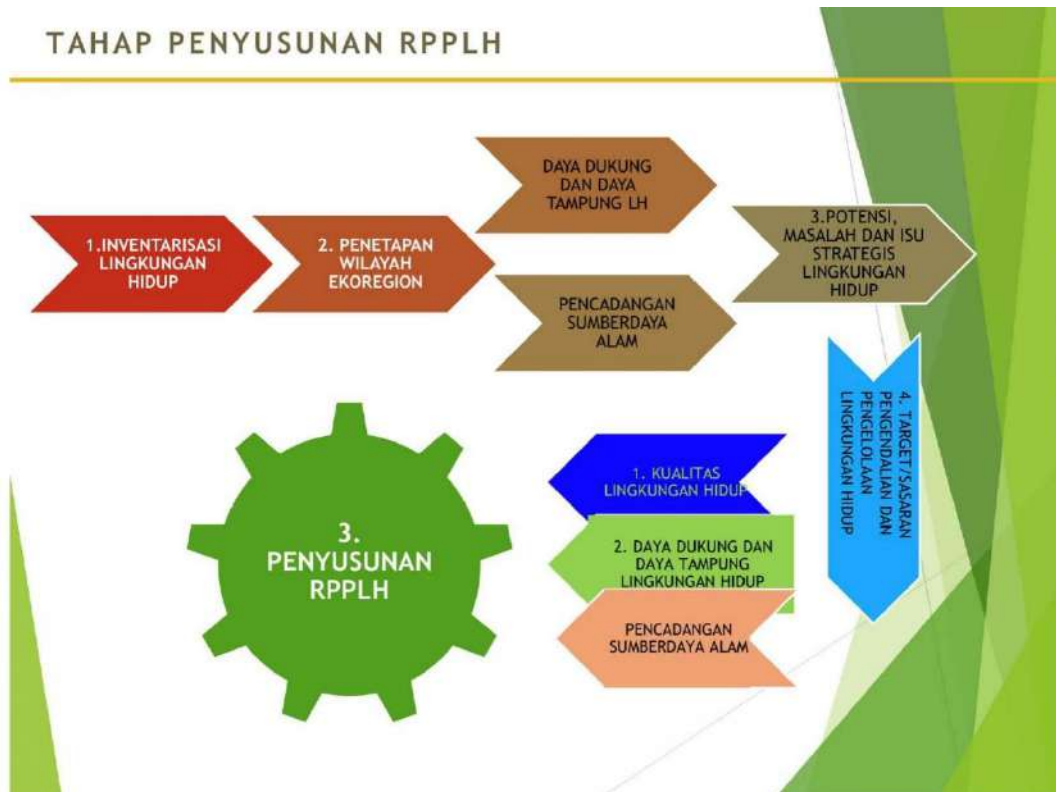 TAHAP PENYUSUNAN RPPLH
1.INVENTARISASI
LINGKUNGAN
HIDUP
2. PENETAPAN
WILAYAH
EKOREGION
DAYA DUKUNG
DAN DAYA
TAMPUNG LH
PENCADANGAN
SUMBERDAYA
ALAM
3.POTENSI,
MASALAH DAN ISU
STRATEGIS
LINGKUNGAN
HIDUP
4. TARGET/SASARAN
PENGENDALIAN DAN
PENGELOLAAN
LINGKUNGAN HIDUP
1. KUALITAS
LINGKUNGAN HIDUP
2. DAYA DUKUNG DAN
DAYA TAMPUNG
LINGKUNGAN HIDUP
PENCADANGAN
SUMBERDAYA ALAM
3.
PENYUSUNAN
RPPLH